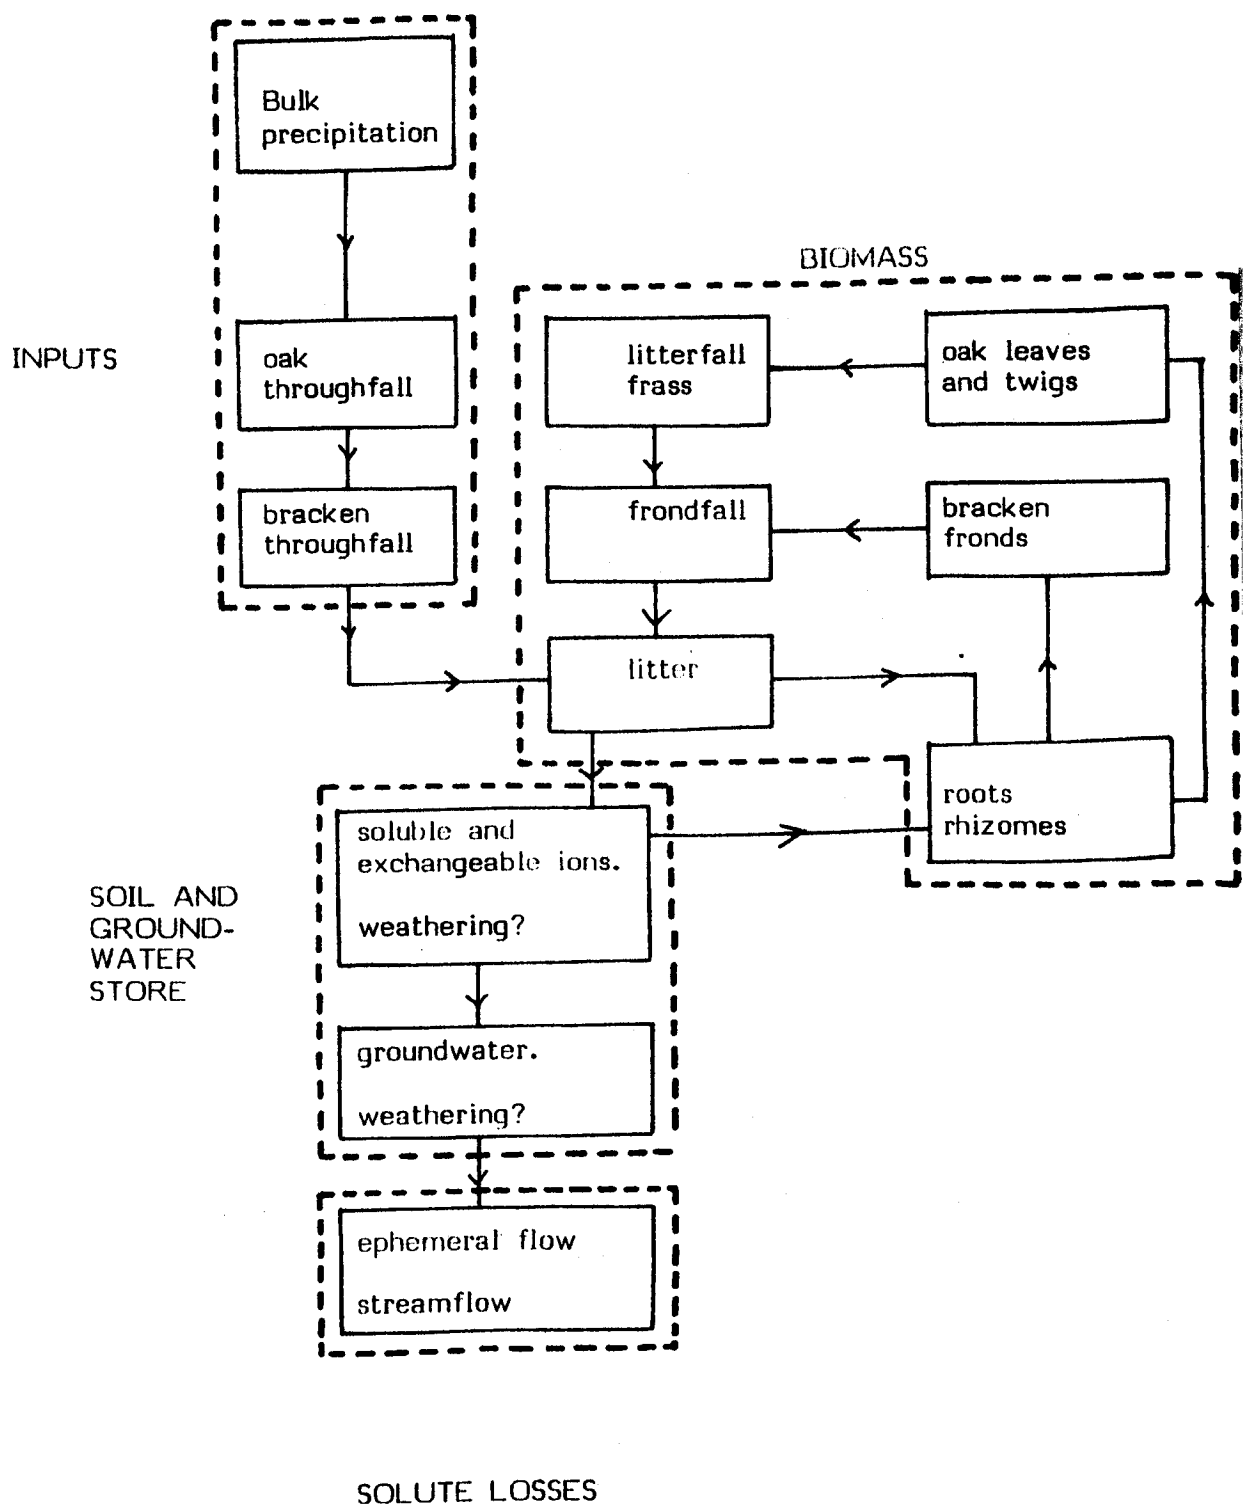 Bulk
precipitation
INPUTS
oak
throughfall
bracken
throughfall
BIOMASS
litterfall
frass
oak leaves
and twigs
frondfall
bracken
fronds
litter
roots
rhizomes
SOIL AND
GROUND-
WATER
STORE
soluble and
exchangeable ions.
weathering?
groundwater.
weathering?
ephemeral flow
streamflow
SOLUTE LOSSES